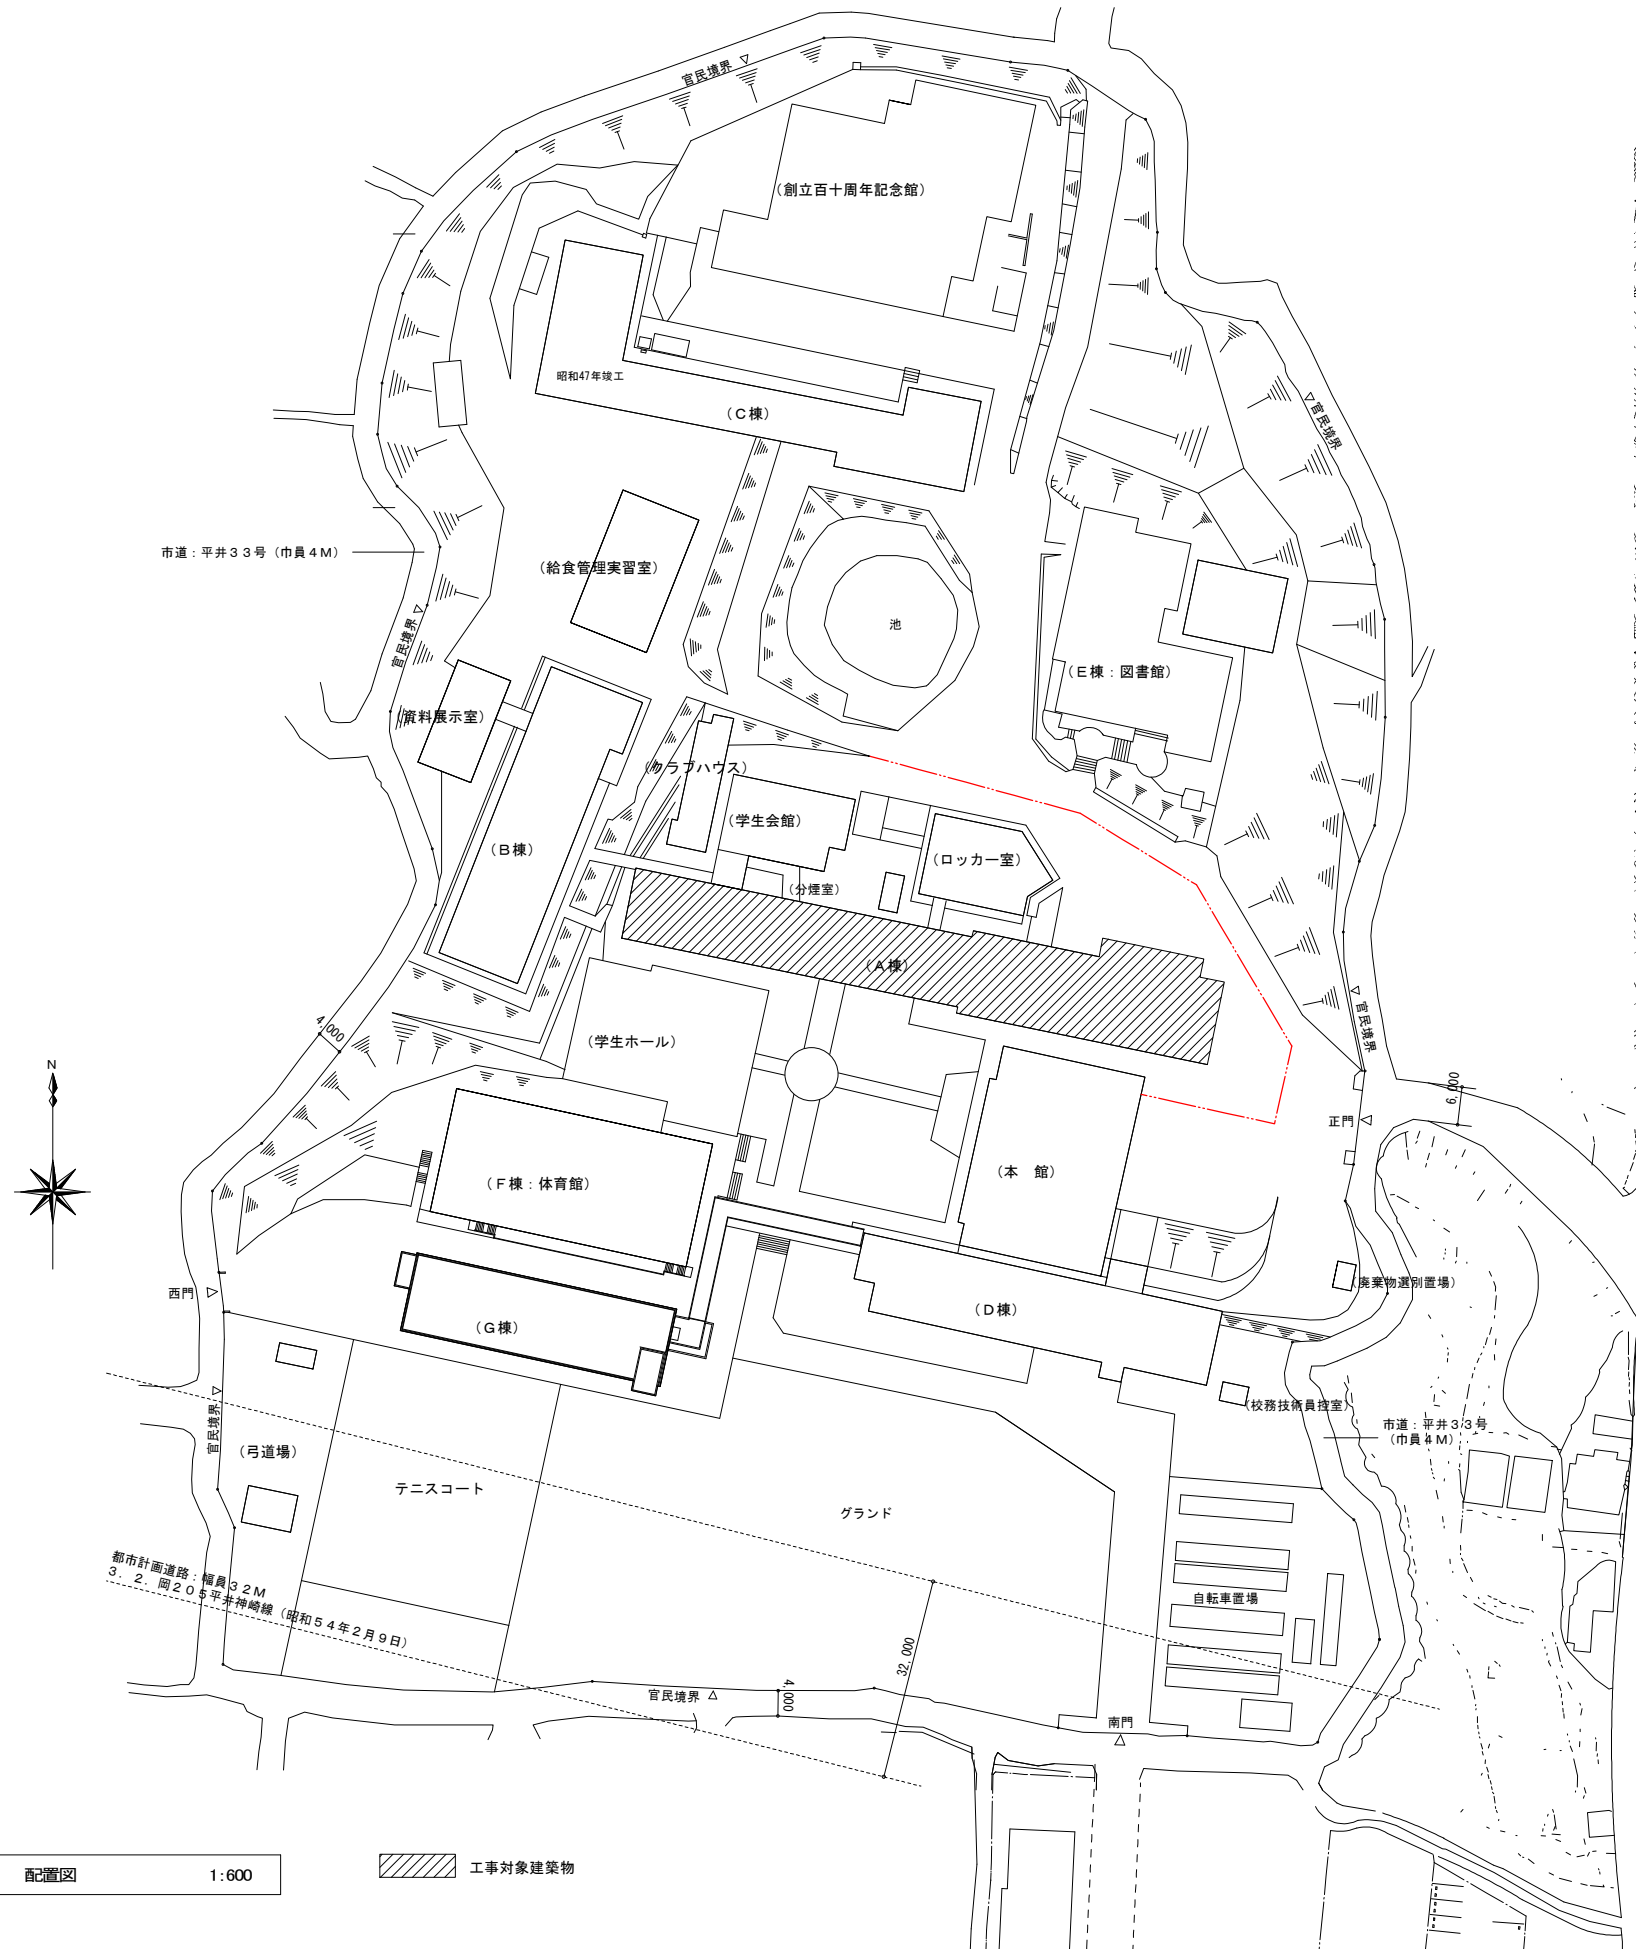 官民境界
(創立百十周年記念館)
昭和47年竣工
(C棟)
官民境界
市道:平井33号(巾員4M)
(給食管理実習室)
池
官民境界
(E棟:図書館)
(資料展示室)
(クラブハウス)
(学生会館)
(B棟)
(ロッカー室)
(分煙室)
(A棟)
官民境界
4,000
(学生ホール)
N
6,000
正門
(本 館)
(F棟:体育館)
(廃棄物選別置場)
西門
(D棟)
(G棟)
(校務技術員控室)
官民境界
市道:平井33号
(巾員4M)
(弓道場)
テニスコート
グランド
都市計画道路:幅員32M
3.2.岡205平井神崎線(昭和54年2月9日)
自転車置場
32,000
官民境界
4,000
南門
配置図 1:600
工事対象建築物